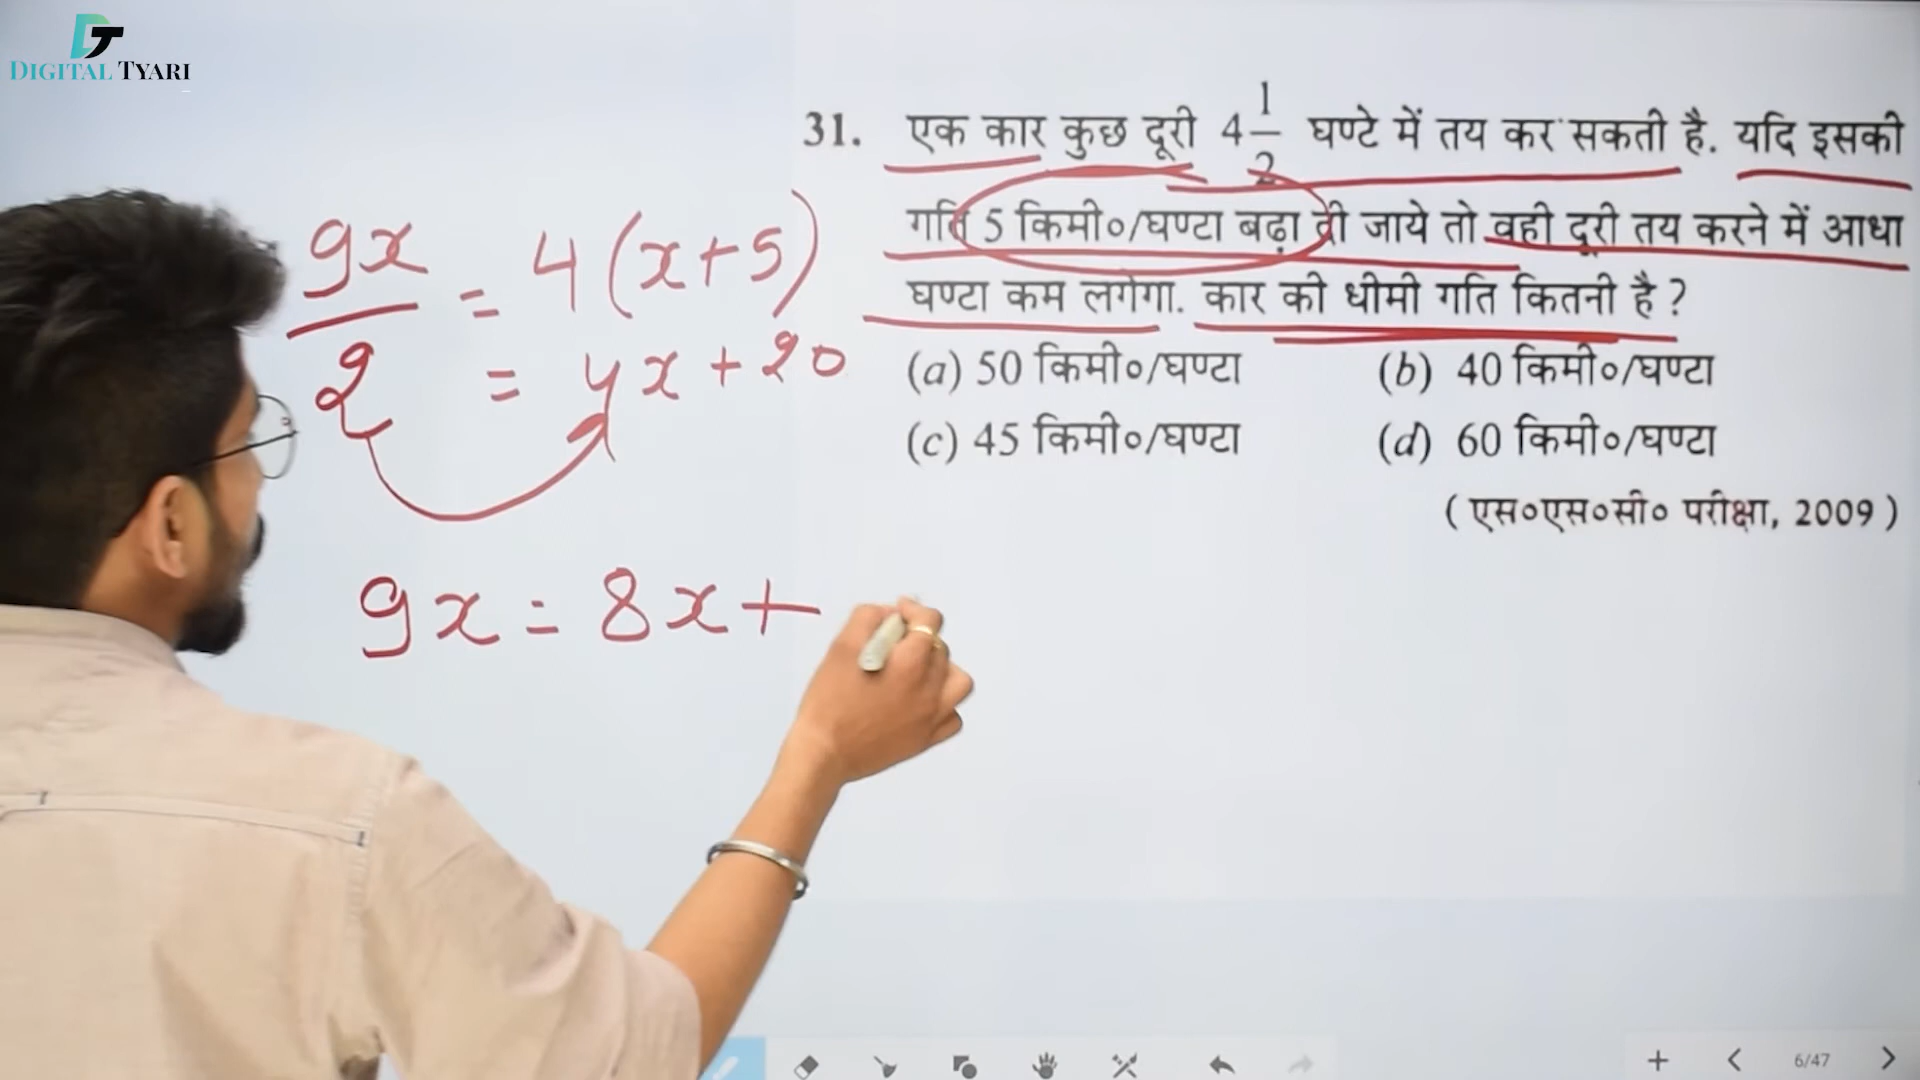 DIGITAL TYARI
31. एक कार कुछ दूरी 4 1/2 घण्टे में तय कर सकती है. यदि इसकी
गति 5 किमी०/घण्टा बढ़ा दी जाये तो वही दूरी तय करने में आधा
घण्टा कम लगेगा. कार की धीमी गति कितनी है ?
(a) 50 किमी०/घण्टा (b) 40 किमी०/घण्टा
(c) 45 किमी०/घण्टा (d) 60 किमी०/घण्टा
( एस०एस०सी० परीक्षा, 2009 )
9x/2 = 4(x+5)
= 4x+20
9x = 8x+
6/47